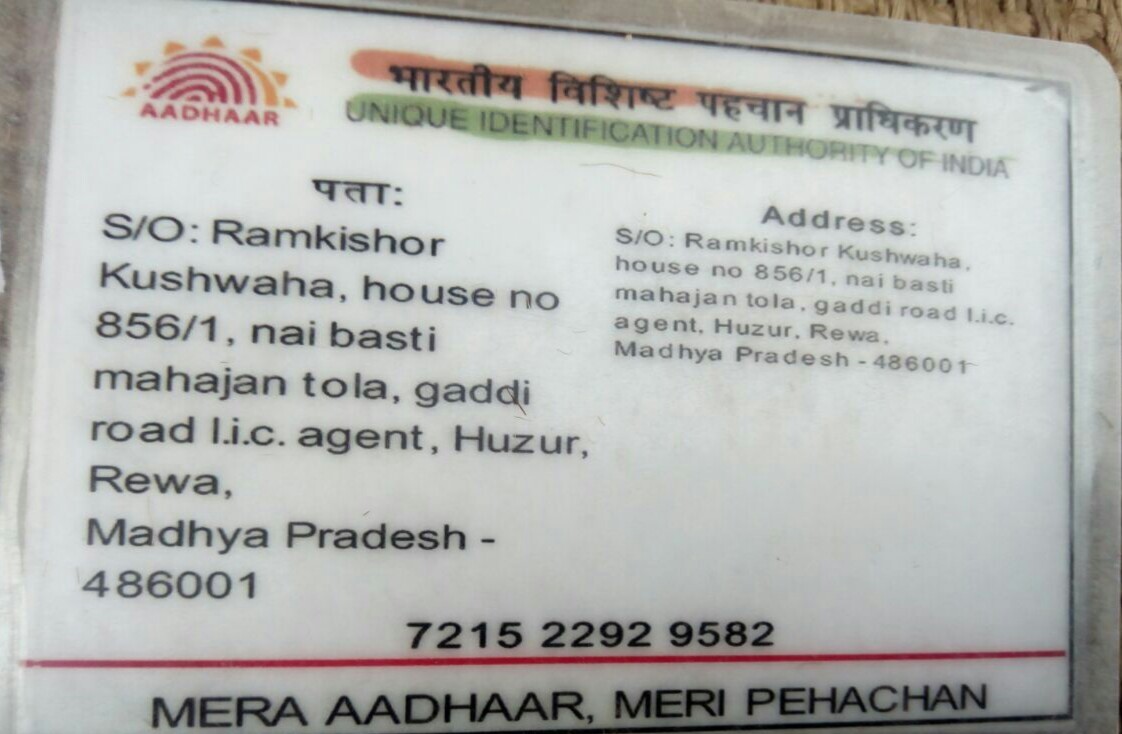 AADHAAR
भारतीय विशिष्ट पहचान प्राधिकरण
UNIQUE IDENTIFICATION AUTHORITY OF INDIA
पता:
S/O: Ramkishor
Kushwaha, house no
856/1, nai basti
mahajan tola, gaddi
road l.i.c. agent, Huzur,
Rewa,
Madhya Pradesh -
486001
Address:
S/O: Ramkishor Kushwaha,
house no 856/1, nai basti
mahajan tola, gaddi road l.i.c.
agent, Huzur, Rewa,
Madhya Pradesh - 486001
7215 2292 9582
MERA AADHAAR, MERI PEHACHAN